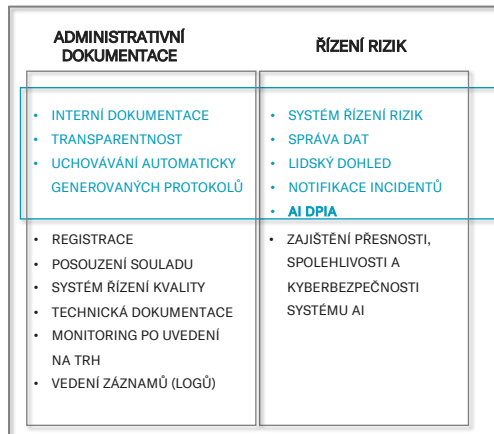 ADMINISTRATIVNÍ
DOKUMENTACE
• INTERNÍ DOKUMENTACE
• TRANSPARENTNOST
• UCHOVÁVÁNÍ AUTOMATICKY
GENEROVANÝCH PROTOKOLŮ
• REGISTRACE
• POSOUZENÍ SOULADU
• SYSTÉM ŘÍZENÍ KVALITY
• TECHNICKÁ DOKUMENTACE
• MONITORING PO UVEDENÍ
NA TRH
• VEDENÍ ZÁZNAMŮ (LOGŮ)
ŘÍZENÍ RIZIK
• SYSTÉM ŘÍZENÍ RIZIK
• SPRÁVA DAT
• LIDSKÝ DOHLED
• NOTIFIKACE INCIDENTŮ
• AI DPIA
• ZAJIŠTĚNÍ PŘESNOSTI,
SPOLEHLIVOSTI A
KYBERBEZPEČNOSTI
SYSTÉMU AI